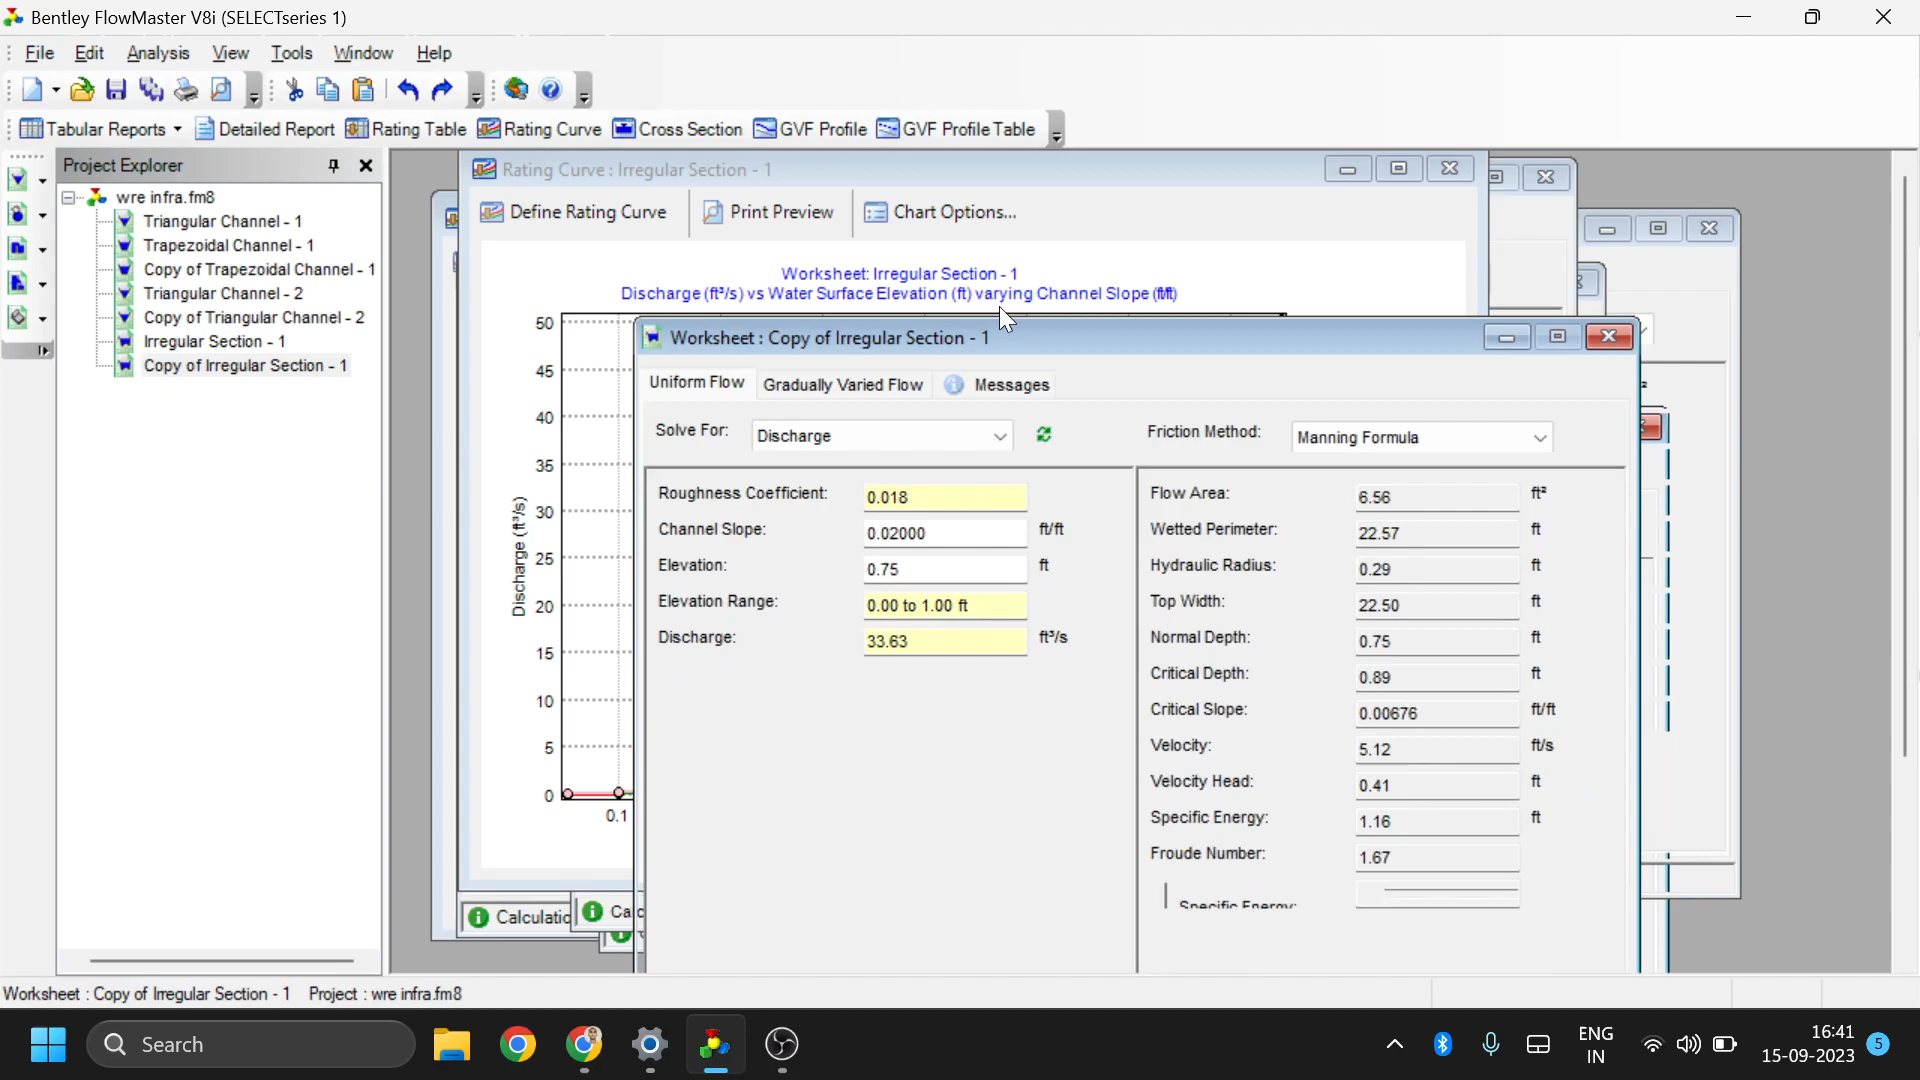 Bentley FlowMaster V8i (SELECTseries 1)
File Edit Analysis View Tools Window Help
Tabular Reports Detailed Report Rating Table Rating Curve Cross Section GVF Profile GVF Profile Table
Project Explorer
wre infra.fm8
Triangular Channel - 1
Trapezoidal Channel - 1
Copy of Trapezoidal Channel - 1
Triangular Channel - 2
Copy of Triangular Channel - 2
Irregular Section - 1
Copy of Irregular Section - 1
Rating Curve : Irregular Section - 1
Define Rating Curve Print Preview Chart Options...
Worksheet: Irregular Section - 1
Discharge (ft³/s) vs Water Surface Elevation (ft) varying Channel Slope (ft/ft)
50
45
40
35
30
25
20
15
10
5
0
Discharge (ft³/s)
0.1
Worksheet : Copy of Irregular Section - 1
Uniform Flow Gradually Varied Flow Messages
Solve For: Discharge Friction Method: Manning Formula
Roughness Coefficient: 0.018
Channel Slope: 0.02000 ft/ft
Elevation: 0.75 ft
Elevation Range: 0.00 to 1.00 ft
Discharge: 33.63 ft³/s
Flow Area: 6.56 ft²
Wetted Perimeter: 22.57 ft
Hydraulic Radius: 0.29 ft
Top Width: 22.50 ft
Normal Depth: 0.75 ft
Critical Depth: 0.89 ft
Critical Slope: 0.00676 ft/ft
Velocity: 5.12 ft/s
Velocity Head: 0.41 ft
Specific Energy: 1.16 ft
Froude Number: 1.67
Specific Energy:
Calculatio Calc
Worksheet : Copy of Irregular Section - 1 Project : wre infra.fm8
Search
ENG
IN
16:41
15-09-2023
5